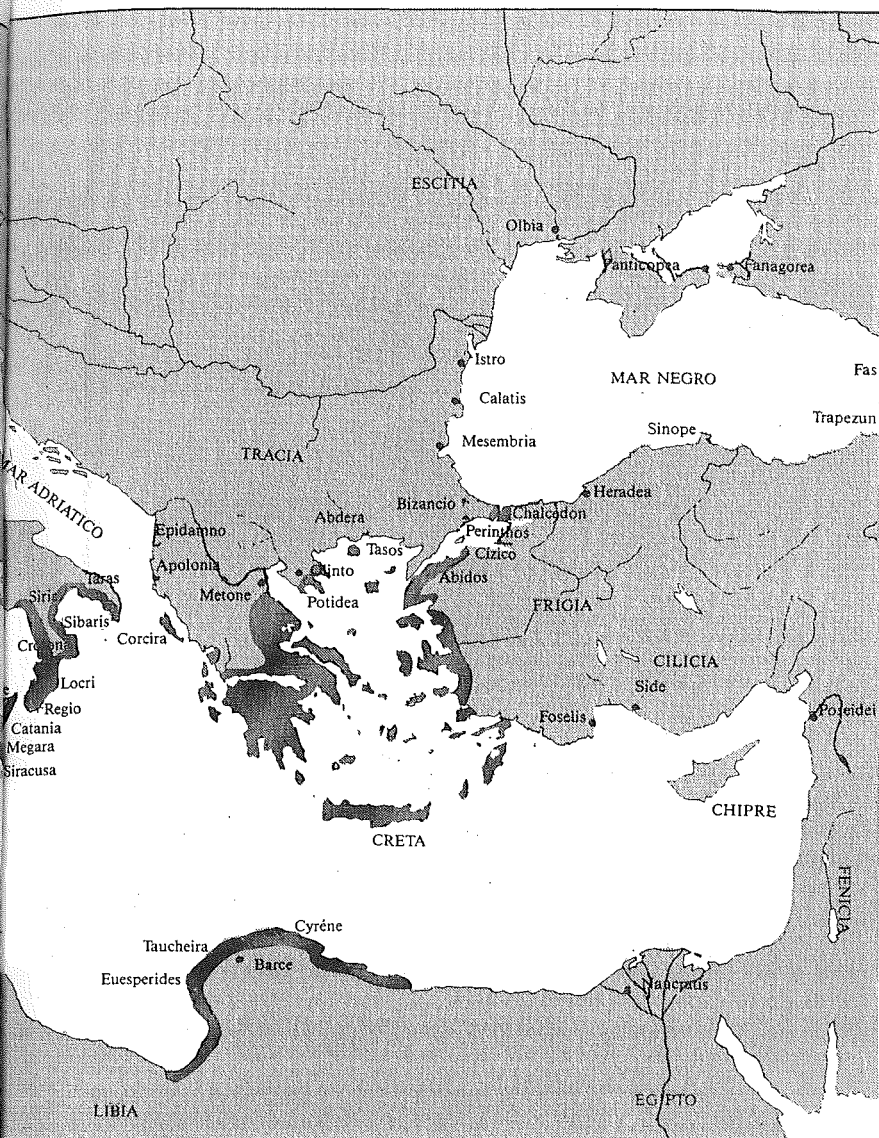 ESCITIA
Olbia
Panticopea
Fanagorea
Istro
MAR NEGRO
Fas
Calatis
Sinope
Trapezun
Mesembria
TRACIA
MAR ADRIATICO
Heradea
Bizancio
Chalcedon
Abdera
Perinthos
Epidamno
Tasos
Cízico
Apolonia
Olinto
Abidos
Taras
Metone
Potidea
Siris
FRIGIA
Sibaris
Corcira
Croton
CILICIA
Locri
Side
Regio
Foselis
Poseidei
Catania
Megara
Siracusa
CHIPRE
CRETA
FENICIA
Cyréne
Taucheira
Barce
Euesperides
Naucratis
LIBIA
EGIPTO